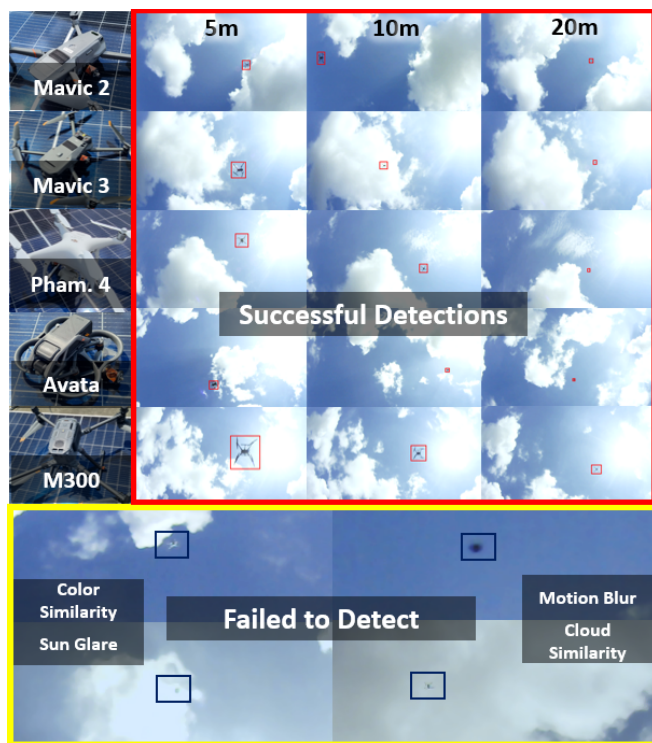 5m 10m 20m
Mavic 2
Mavic 3
Pham. 4
Successful Detections
Avata
M300
Color
Similarity
Sun Glare
Failed to Detect
Motion Blur
Cloud
Similarity